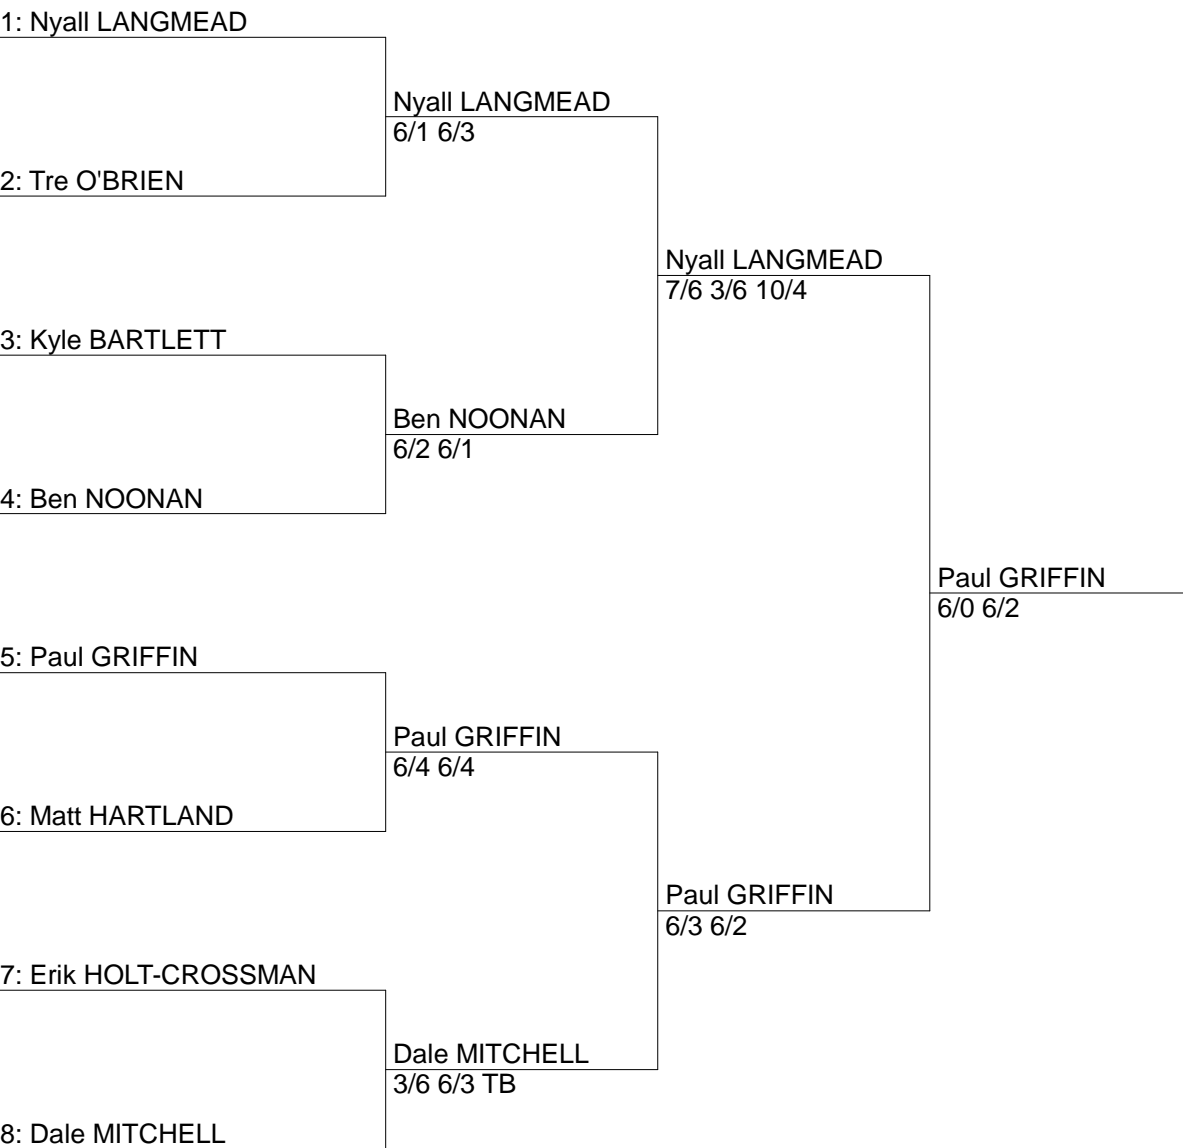 1: Nyall LANGMEAD
Nyall LANGMEAD
6/1 6/3
2: Tre O'BRIEN
Nyall LANGMEAD
7/6 3/6 10/4
3: Kyle BARTLETT
Ben NOONAN
6/2 6/1
4: Ben NOONAN
Paul GRIFFIN
6/0 6/2
5: Paul GRIFFIN
Paul GRIFFIN
6/4 6/4
6: Matt HARTLAND
Paul GRIFFIN
6/3 6/2
7: Erik HOLT-CROSSMAN
Dale MITCHELL
3/6 6/3 TB
8: Dale MITCHELL